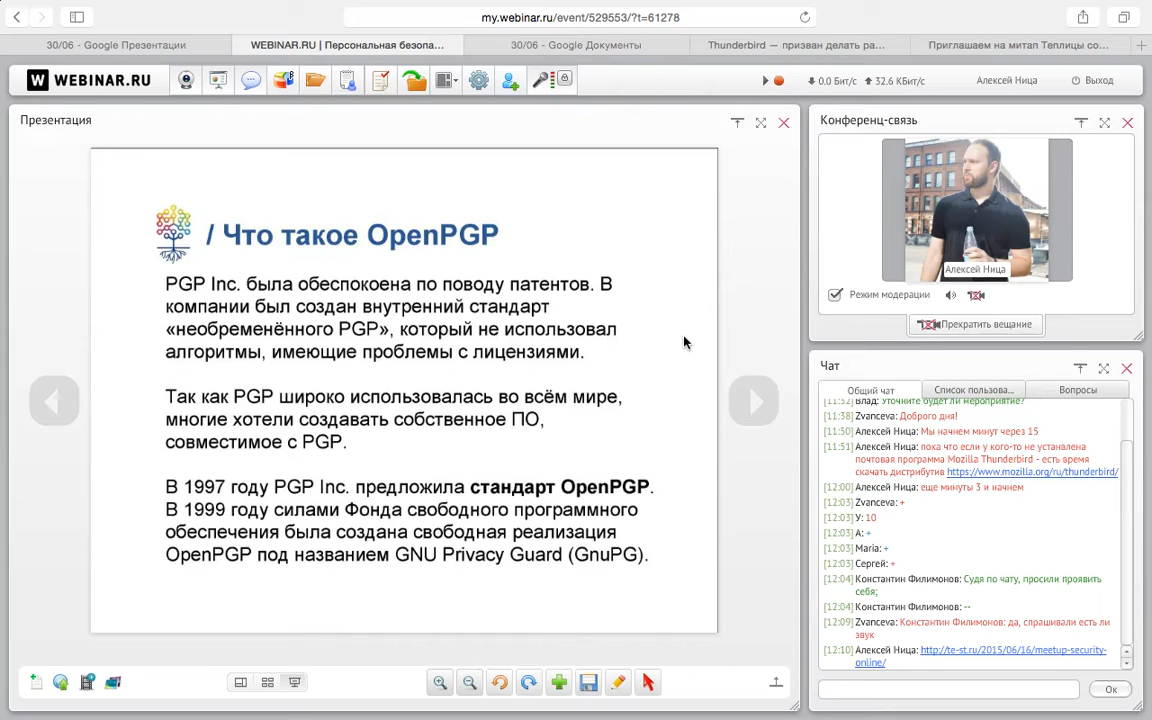 my.webinar.ru/event/529553/?t=61278
30/06 - Google Презентации
WEBINAR.RU | Персональная безопа...
30/06 - Google Документы
Thunderbird — призван делать ра...
Приглашаем на митап Теплицы со...
W WEBINAR.RU
0.0 Бит/с
32.6 КБит/с
Алексей Ница
Выход
Презентация
/ Что такое OpenPGP
PGP Inc. была обеспокоена по поводу патентов. В
компании был создан внутренний стандарт
«необременённого PGP», который не использовал
алгоритмы, имеющие проблемы с лицензиями.
Так как PGP широко использовалась во всём мире,
многие хотели создавать собственное ПО,
совместимое с PGP.
В 1997 году PGP Inc. предложила стандарт OpenPGP.
В 1999 году силами Фонда свободного программного
обеспечения была создана свободная реализация
OpenPGP под названием GNU Privacy Guard (GnuPG).
Конференц-связь
Алексей Ница
Режим модерации
Прекратить вещание
Чат
Общий чат
Список пользова...
Вопросы
[11:32] Влад: Уточните будет ли мероприятие?
[11:38] Zvanceva: Доброго дня!
[11:50] Алексей Ница: Мы начнем минут через 15
[11:51] Алексей Ница: пока что если у кого-то не установлена
почтовая программа Mozilla Thunderbird - есть время
скачать дистрибутив https://www.mozilla.org/ru/thunderbird/
[12:00] Алексей Ница: еще минуты 3 и начнем
[12:03] Zvanceva: +
[12:03] У: 10
[12:03] А: +
[12:03] Maria: +
[12:03] Сергей: +
[12:04] Константин Филимонов: Судя по чату, просили проявить
себя;
[12:04] Константин Филимонов: --
[12:09] Zvanceva: Константин Филимонов: да, спрашивали есть ли
звук
[12:10] Алексей Ница: http://te-st.ru/2015/06/16/meetup-security-
online/
Ок